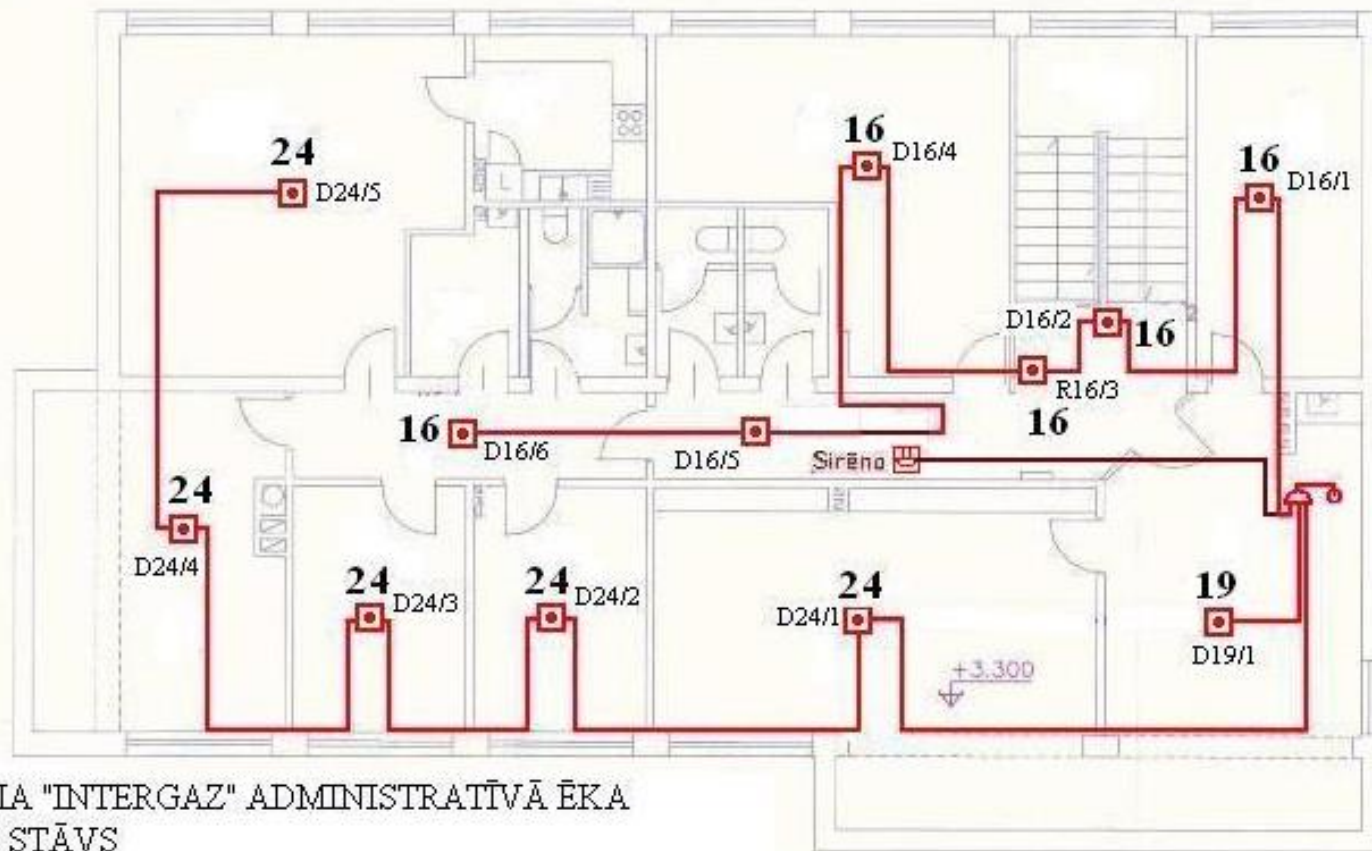 24
D24/5
16
D16/4
16
D16/1
L
D16/2
16
R16/3
16
16
D16/6
D16/5
Sirēna
24
D24/4
24
D24/3
24
D24/2
24
D24/1
19
D19/1
+3.300
"INTERGAZ" ADMINISTRATĪVĀ ĒKA
STĀVS